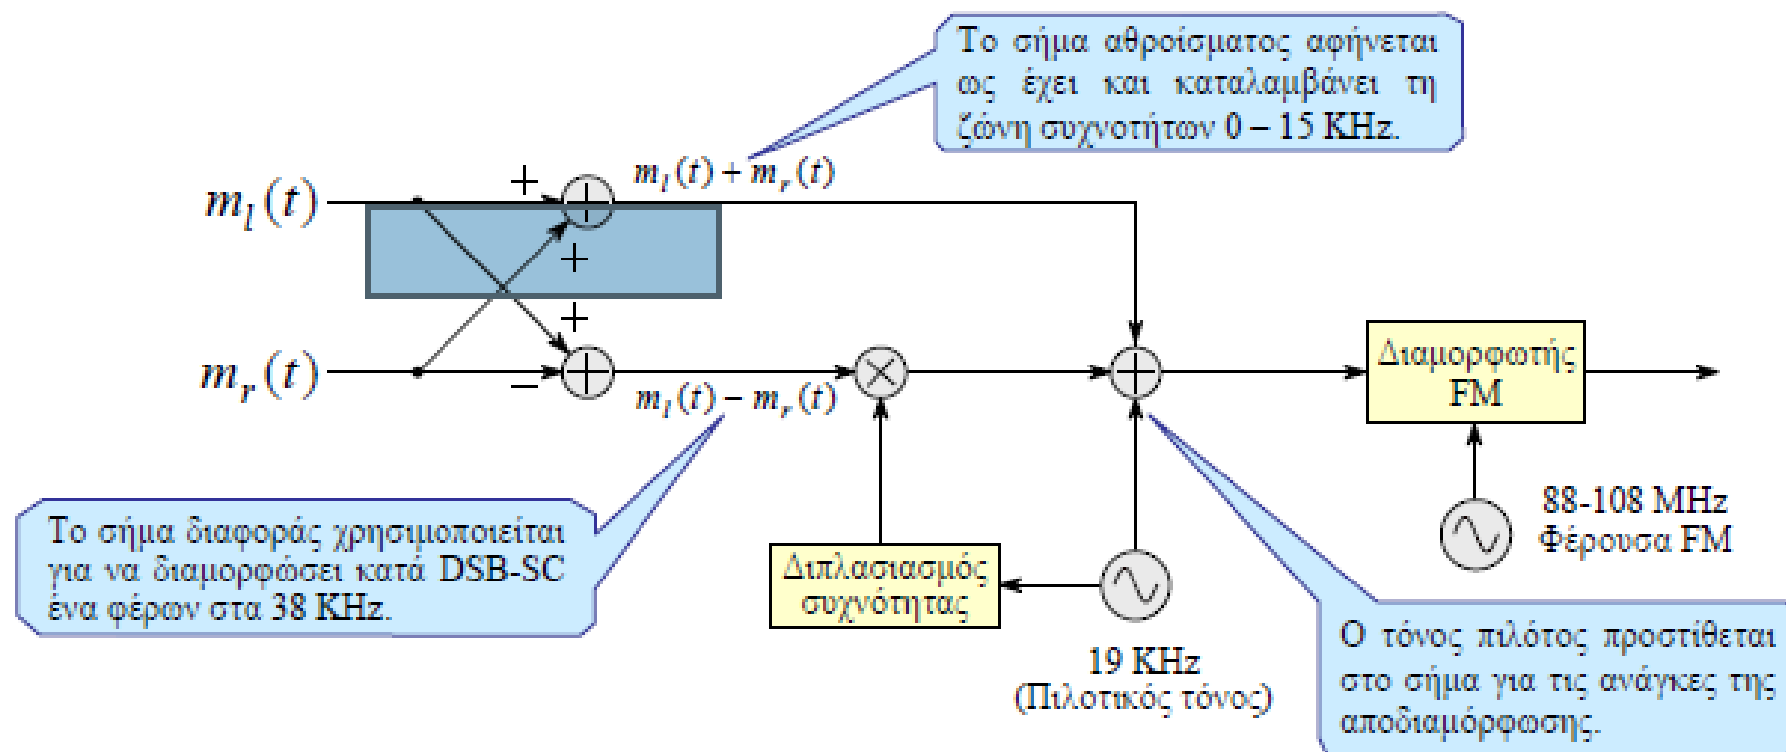 Το σήμα αθροίσματος αφήνεται
ως έχει και καταλαμβάνει τη
ζώνη συχνοτήτων 0 – 15 KHz.
m_l(t) + m_r(t)
+
m_l(t)
+
+
m_r(t)
−
m_l(t) − m_r(t)
Διαμορφωτής
FM
Το σήμα διαφοράς χρησιμοποιείται
για να διαμορφώσει κατά DSB-SC
ένα φέρων στα 38 KHz.
88-108 MHz
Φέρουσα FM
Διπλασιασμός
συχνότητας
19 KHz
(Πιλοτικός τόνος)
Ο τόνος πιλότος προστίθεται
στο σήμα για τις ανάγκες της
αποδιαμόρφωσης.